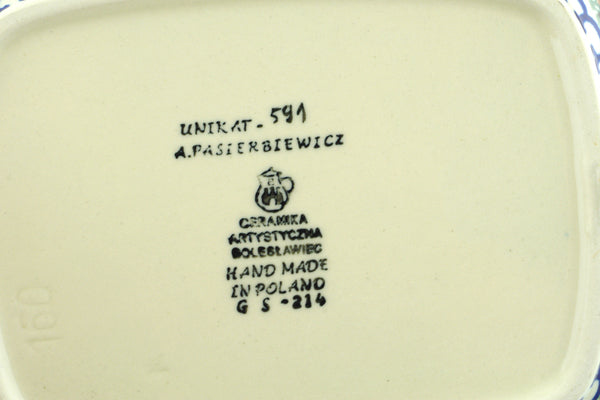 UNIKAT-591
A.PASIERBIEWICZ
CERAMIKA
ARTYSTYCZNA
BOLESŁAWIEC
HAND MADE
IN POLAND
G S-214
160